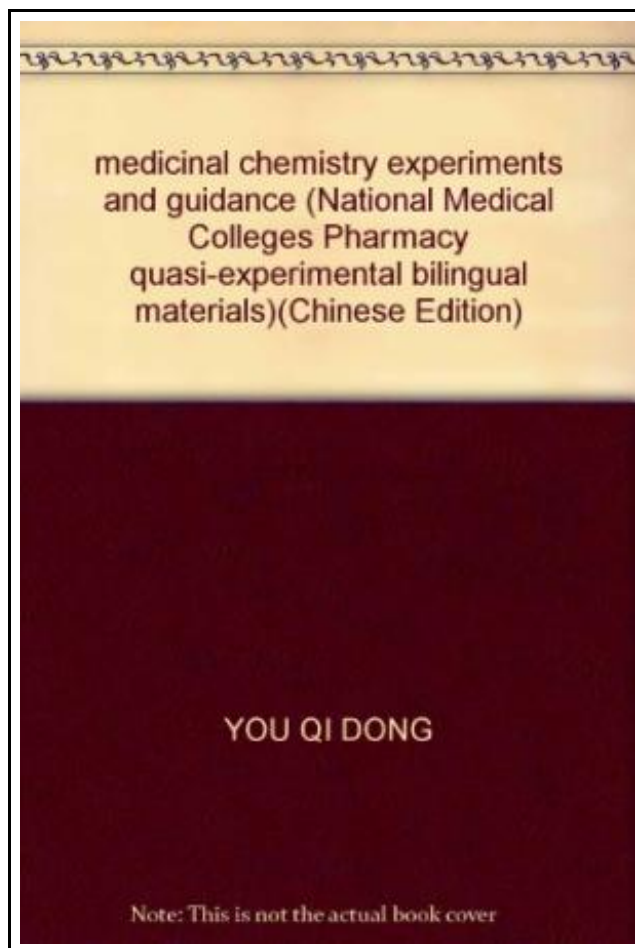 medicinal chemistry experiments
and guidance (National Medical
Colleges Pharmacy
quasi-experimental bilingual
materials)(Chinese Edition)
YOU QI DONG
Note: This is not the actual book cover